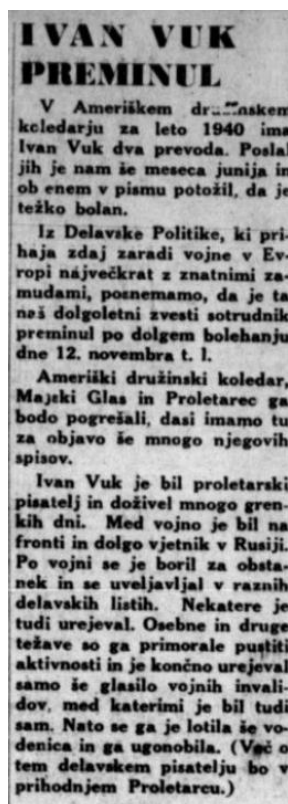 IVAN VUK
PREMINUL
V Ameriškem
koledarju za leto 1940 ima
Ivan Vuk dva prevoda. Poslal
jih je nam še meseca junija in
ob enem v pismu potožil, da je
težko bolan.
Iz Delavske Politike, ki pri-
haja zdaj zaradi vojne v Ev-
ropi največkrat z znatnimi za-
mudami, posnemamo, da je ta
naš dolgoletni zvesti sotrudnik
preminul po dolgem bolehanju
dne 12. novembra t. l.
Ameriški družinski koledar,
Majski Glas in Proletarec ga
bodo pogrešali, dasi imamo tu
za objavo še mnogo njegovih
spisov.
Ivan Vuk je bil proletarski
pisatelj in doživel mnogo gren-
kih dni. Med vojno je bil na
fronti in dolgo vjetnik v Rusiji.
Po vojni se je boril za obsta-
nek in se uveljavljal v raznih
delavskih listih. Nekatere je
tudi urejeval. Osebne in druge
težave so ga primorale pustiti
aktivnosti in je končno urejeval
samo še glasilo vojnih invali-
dov, med katerimi je bil tudi
sam. Nato se ga je lotila še vo-
denica in ga ugonobila. (Več o
tem delavskem pisatelju bo v
prihodnjem Proletarcu.)